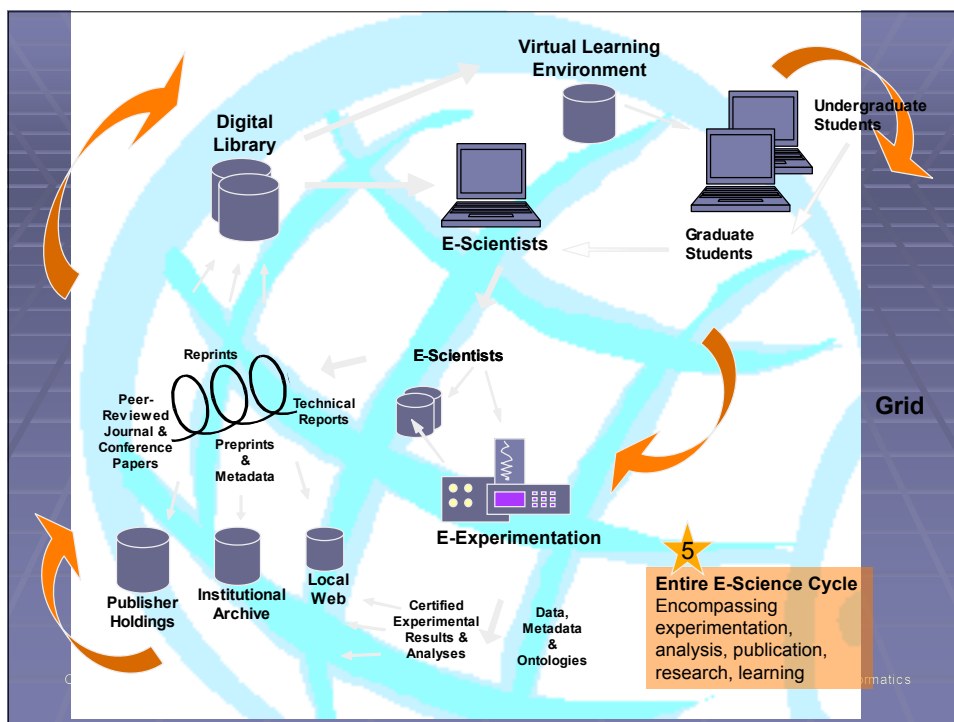 Virtual Learning
Environment
Undergraduate
Students
Digital
Library
E-Scientists
Graduate
Students
E-Scientists
Reprints
Peer-
Reviewed
Journal &
Conference
Papers
Technical
Reports
Preprints
&
Metadata
Grid
E-Experimentation
5
Entire E-Science Cycle
Encompassing
experimentation,
analysis, publication,
research, learning
Publisher
Holdings
Institutional
Archive
Local
Web
Certified
Experimental
Results &
Analyses
Data,
Metadata
&
Ontologies